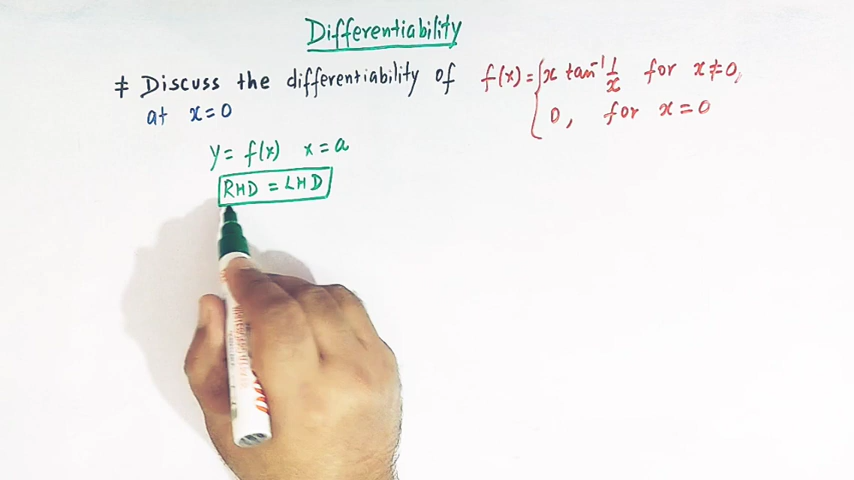 Differentiability
# Discuss the differentiability of f(x) = { x tan⁻¹ 1/x for x ≠ 0,
at x = 0 0, for x = 0
y = f(x) x = a
RHD = LHD